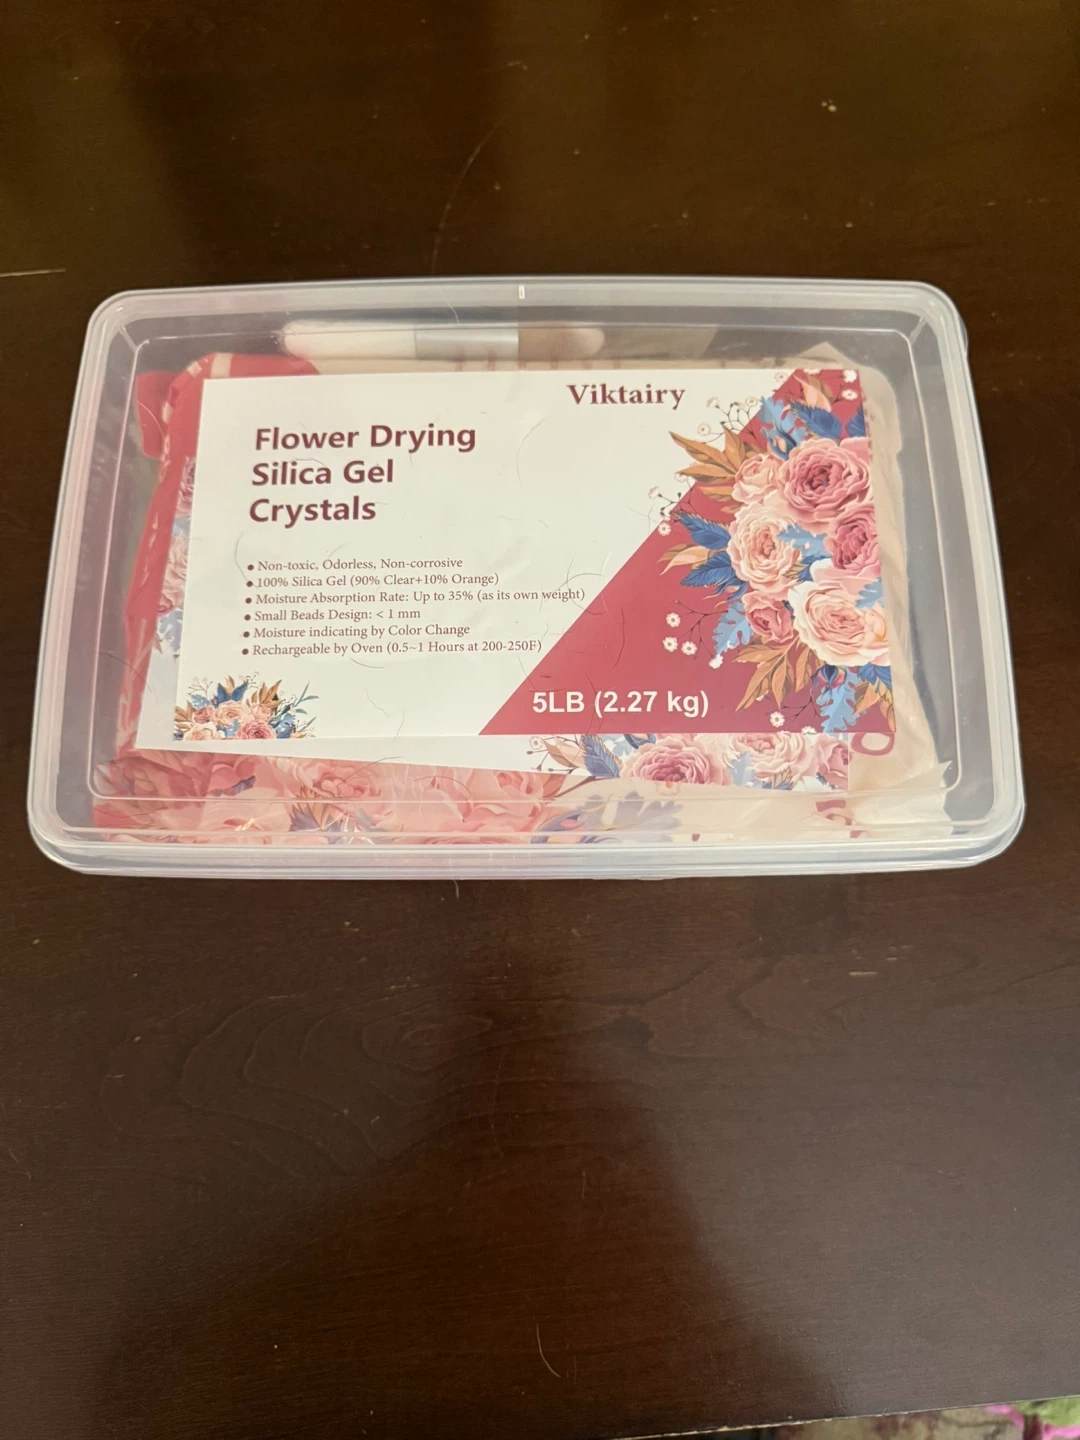 Viktairy
Flower Drying
Silica Gel
Crystals
● Non-toxic, Odorless, Non-corrosive
● 100% Silica Gel (90% Clear+10% Orange)
● Moisture Absorption Rate: Up to 35% (as its own weight)
● Small Beads Design: < 1 mm
● Moisture indicating by Color Change
● Rechargeable by Oven (0.5~1 Hours at 200-250F)
5LB (2.27 kg)